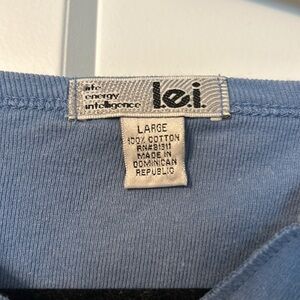 life
energy
intelligence
l.e.i.
LARGE
100% COTTON
RN#81311
MADE IN
DOMINICAN
REPUBLIC